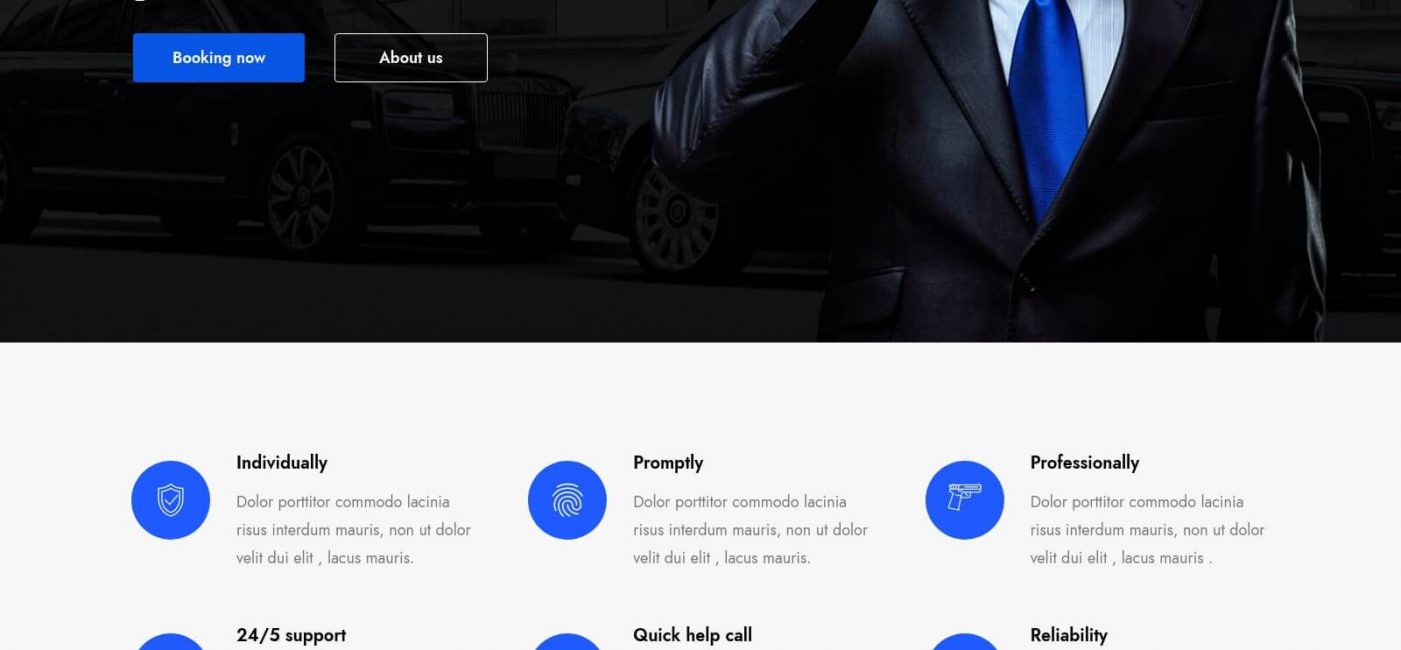 Booking now
About us
Individually
Dolor porttitor commodo lacinia
risus interdum mauris, non ut dolor
velit dui elit , lacus mauris.
Promptly
Dolor porttitor commodo lacinia
risus interdum mauris, non ut dolor
velit dui elit , lacus mauris.
Professionally
Dolor porttitor commodo lacinia
risus interdum mauris, non ut dolor
velit dui elit , lacus mauris .
24/5 support
Quick help call
Reliability